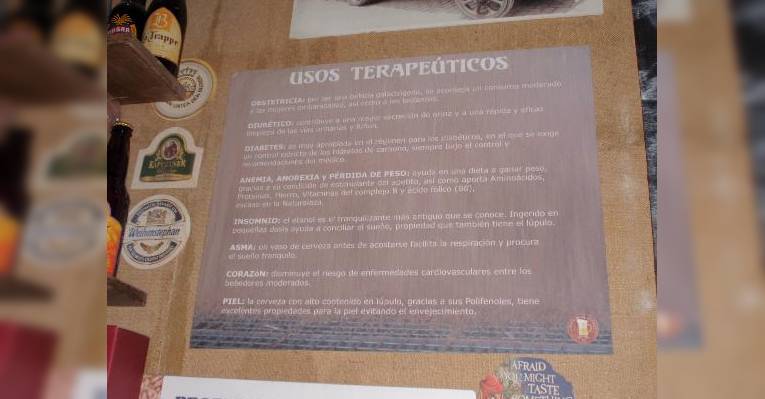 LA TRAPPE
USOS TERAPEÚTICOS
OBSTETRICIA: por ser una bebida galactógena, se aconseja un consumo moderado
a las mujeres embarazadas, así como a las lactantes.
DIURÉTICO: contribuye a una mayor secreción de orina y a una rápida y eficaz
limpieza de las vías urinarias y riñón.
DIABETES: es muy apropiada en el régimen para los diabéticos, en el que se exige
un control estricto de los hidratos de carbono, siempre bajo el control y
recomendaciones del médico.
ANEMIA, ANOREXIA y PÉRDIDA DE PESO: ayuda en una dieta a ganar peso,
gracias a su condición de estimulante del apetito, así como aporta Aminoácidos,
Proteinas, Hierro, Vitaminas del complejo B y ácido fólico (B6),
escaso en la Naturaleza.
INSOMNIO: el etanol es el tranquilizante más antiguo que se conoce. Ingendo en
pequeñas dosis ayuda a conciliar el sueño, propiedad que también tiene el lúpulo.
ASMA: un vaso de cerveza antes de acostarse facilita la respiración y procura
el sueño tranquilo.
CORAZÓN: disminuye el riesgo de enfermedades cardiovasculares entre los
bebedores moderados.
PIEL: la cerveza con alto contenido en lúpulo, gracias a sus Polifenoles, tiene
excelentes propiedades para la piel evitando el envejecimiento.
KAPUZINER
Weihenstephan
AFRAID
YOU MIGHT
TASTE